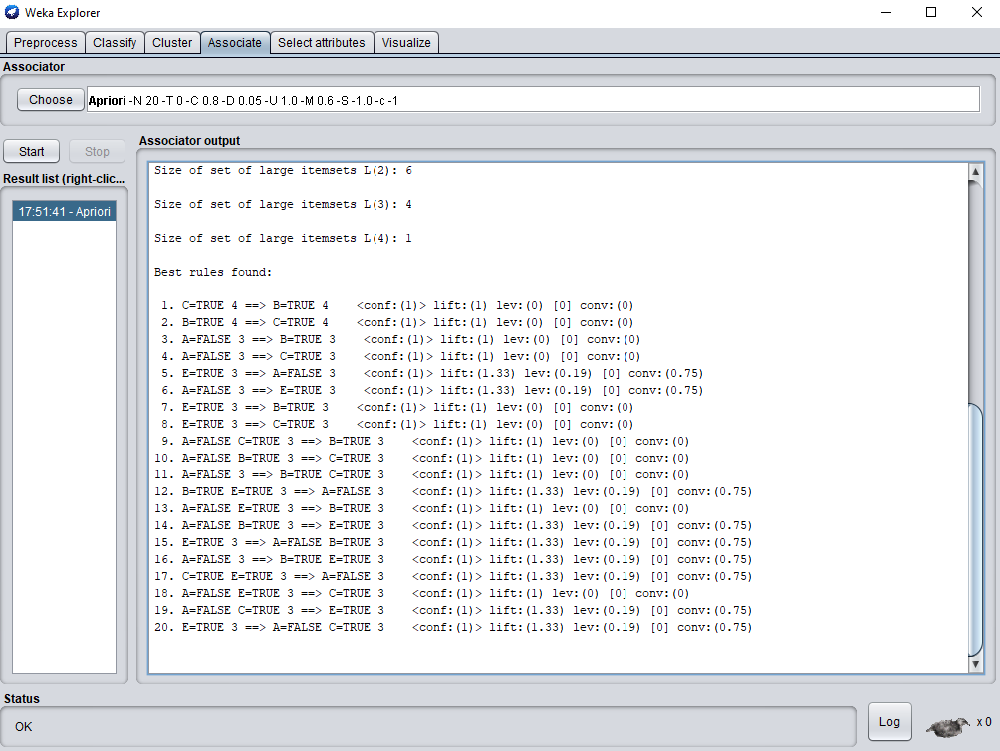 Weka Explorer
Preprocess Classify Cluster Associate Select attributes Visualize
Associator
Choose Apriori -N 20 -T 0 -C 0.8 -D 0.05 -U 1.0 -M 0.6 -S -1.0 -c -1
Start Stop
Result list (right-clic...
17:51:41 - Apriori
Associator output
Size of set of large itemsets L(2): 6
Size of set of large itemsets L(3): 4
Size of set of large itemsets L(4): 1
Best rules found:
1. C=TRUE 4 ==> B=TRUE 4 <conf:(1)> lift:(1) lev:(0) [0] conv:(0)
2. B=TRUE 4 ==> C=TRUE 4 <conf:(1)> lift:(1) lev:(0) [0] conv:(0)
3. A=FALSE 3 ==> B=TRUE 3 <conf:(1)> lift:(1) lev:(0) [0] conv:(0)
4. A=FALSE 3 ==> C=TRUE 3 <conf:(1)> lift:(1) lev:(0) [0] conv:(0)
5. E=TRUE 3 ==> A=FALSE 3 <conf:(1)> lift:(1.33) lev:(0.19) [0] conv:(0.75)
6. A=FALSE 3 ==> E=TRUE 3 <conf:(1)> lift:(1.33) lev:(0.19) [0] conv:(0.75)
7. E=TRUE 3 ==> B=TRUE 3 <conf:(1)> lift:(1) lev:(0) [0] conv:(0)
8. E=TRUE 3 ==> C=TRUE 3 <conf:(1)> lift:(1) lev:(0) [0] conv:(0)
9. A=FALSE C=TRUE 3 ==> B=TRUE 3 <conf:(1)> lift:(1) lev:(0) [0] conv:(0)
10. A=FALSE B=TRUE 3 ==> C=TRUE 3 <conf:(1)> lift:(1) lev:(0) [0] conv:(0)
11. A=FALSE 3 ==> B=TRUE C=TRUE 3 <conf:(1)> lift:(1) lev:(0) [0] conv:(0)
12. B=TRUE E=TRUE 3 ==> A=FALSE 3 <conf:(1)> lift:(1.33) lev:(0.19) [0] conv:(0.75)
13. A=FALSE E=TRUE 3 ==> B=TRUE 3 <conf:(1)> lift:(1) lev:(0) [0] conv:(0)
14. A=FALSE B=TRUE 3 ==> E=TRUE 3 <conf:(1)> lift:(1.33) lev:(0.19) [0] conv:(0.75)
15. E=TRUE 3 ==> A=FALSE B=TRUE 3 <conf:(1)> lift:(1.33) lev:(0.19) [0] conv:(0.75)
16. A=FALSE 3 ==> B=TRUE E=TRUE 3 <conf:(1)> lift:(1.33) lev:(0.19) [0] conv:(0.75)
17. C=TRUE E=TRUE 3 ==> A=FALSE 3 <conf:(1)> lift:(1.33) lev:(0.19) [0] conv:(0.75)
18. A=FALSE E=TRUE 3 ==> C=TRUE 3 <conf:(1)> lift:(1) lev:(0) [0] conv:(0)
19. A=FALSE C=TRUE 3 ==> E=TRUE 3 <conf:(1)> lift:(1.33) lev:(0.19) [0] conv:(0.75)
20. E=TRUE 3 ==> A=FALSE C=TRUE 3 <conf:(1)> lift:(1.33) lev:(0.19) [0] conv:(0.75)
Status
OK
Log x 0